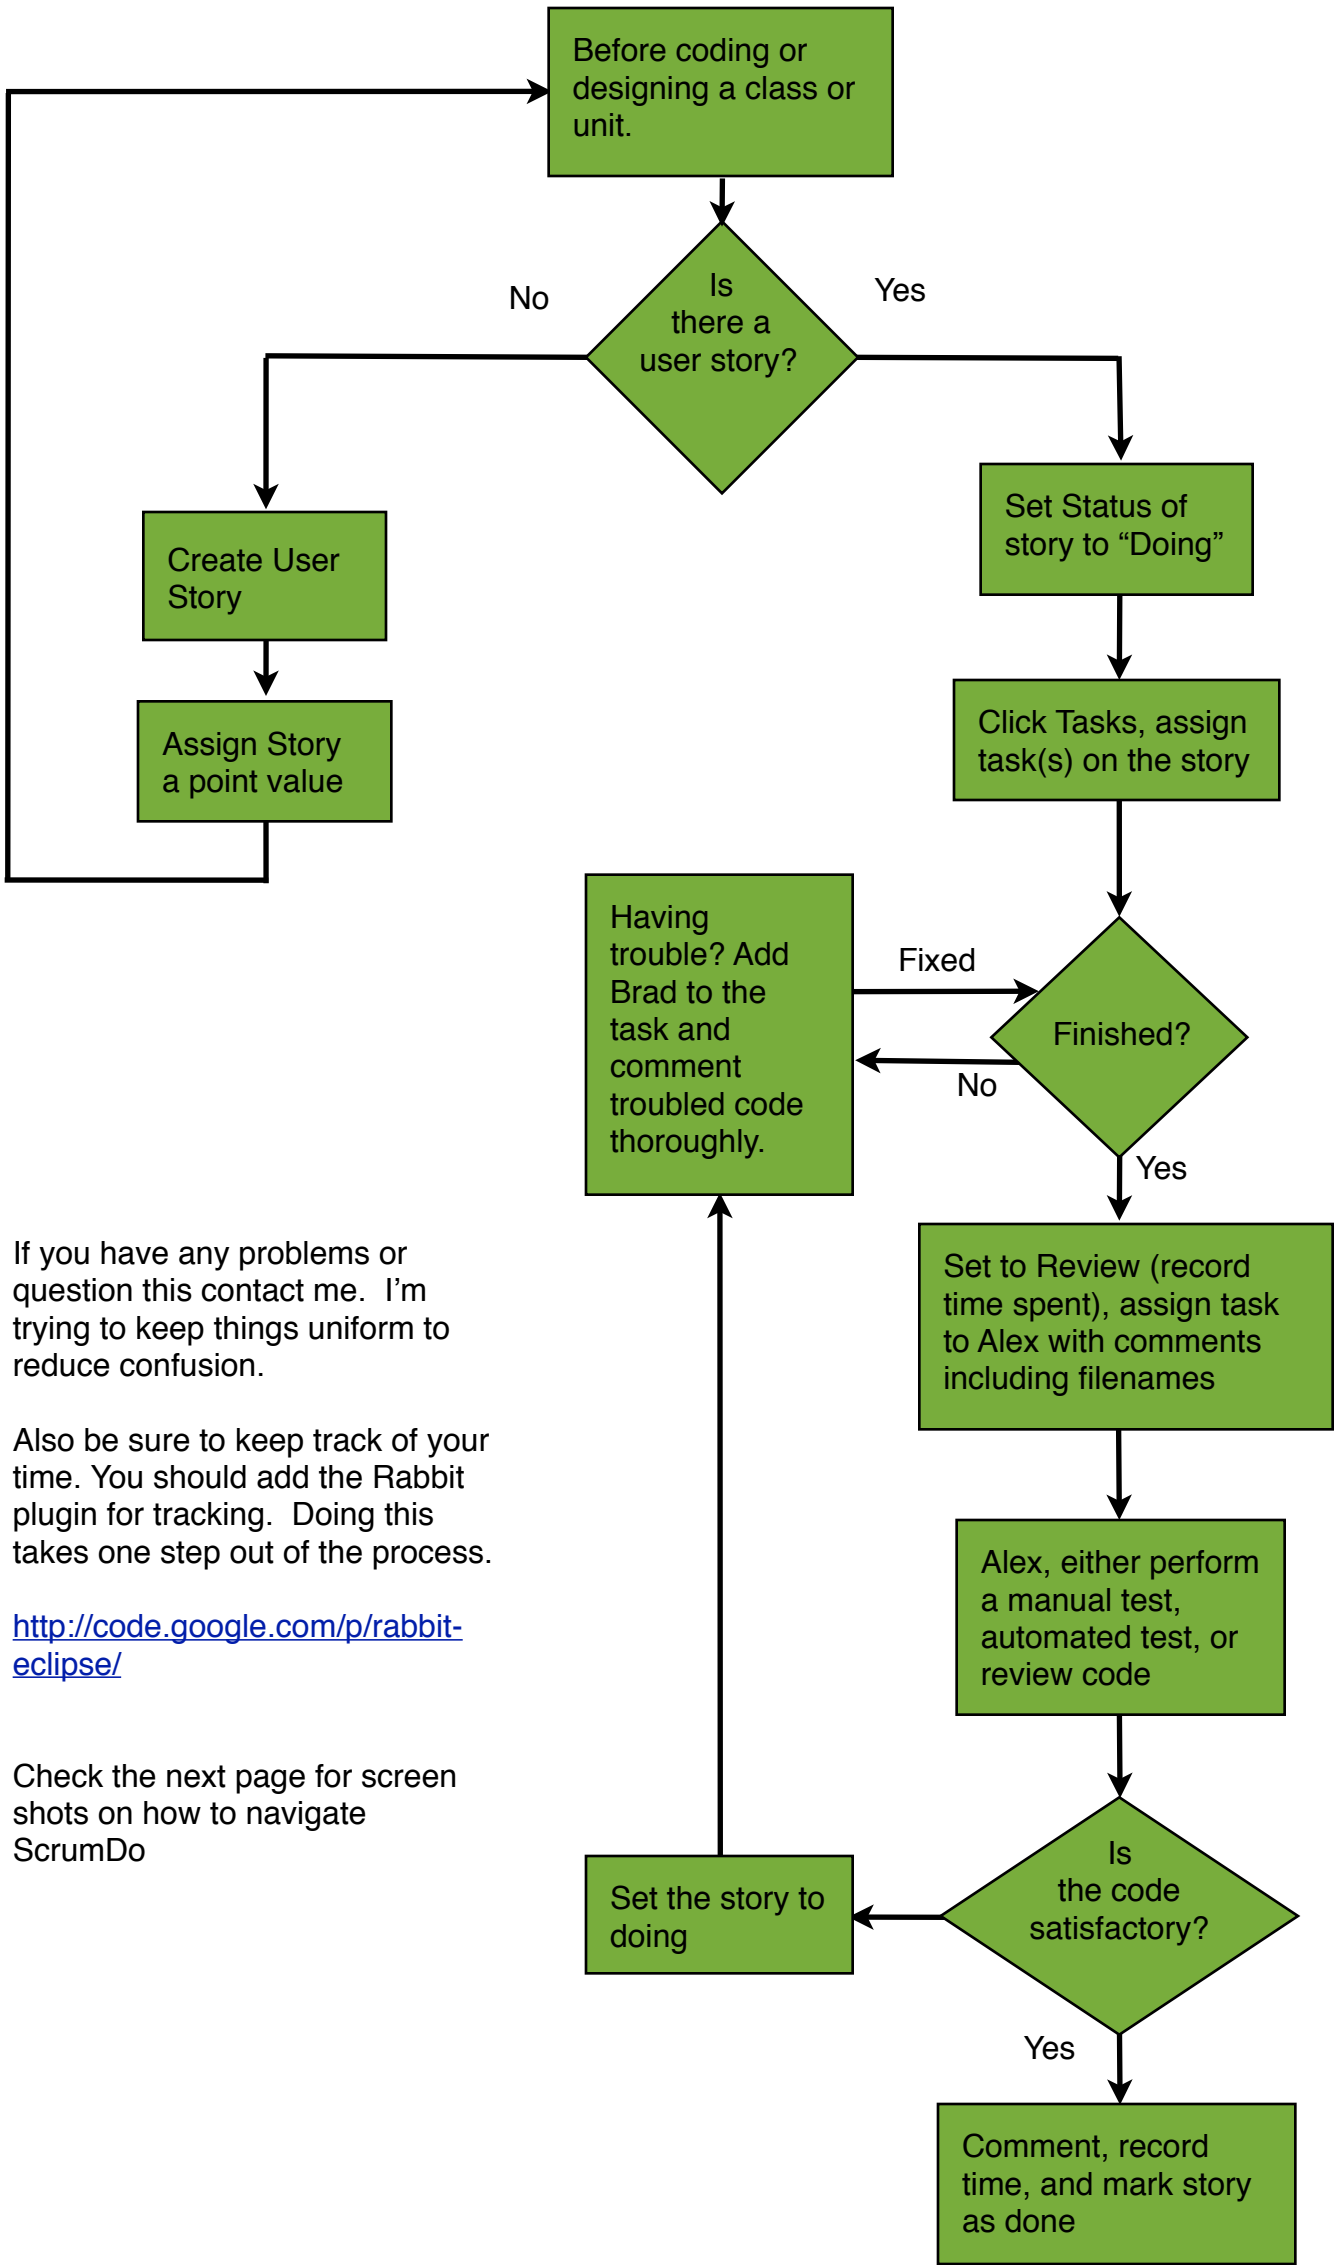 Before coding or
designing a class or
unit.
No
Is
there a
user story?
Yes
Create User
Story
Assign Story
a point value
Set Status of
story to “Doing”
Click Tasks, assign
task(s) on the story
Having
trouble? Add
Brad to the
task and
comment
troubled code
thoroughly.
Fixed
No
Finished?
Yes
Set to Review (record
time spent), assign task
to Alex with comments
including filenames
Alex, either perform
a manual test,
automated test, or
review code
Is
the code
satisfactory?
Set the story to
doing
Yes
Comment, record
time, and mark story
as done
If you have any problems or
question this contact me.  I’m
trying to keep things uniform to
reduce confusion.
Also be sure to keep track of your
time. You should add the Rabbit
plugin for tracking.  Doing this
takes one step out of the process.
http://code.google.com/p/rabbit-
eclipse/
Check the next page for screen
shots on how to navigate
ScrumDo